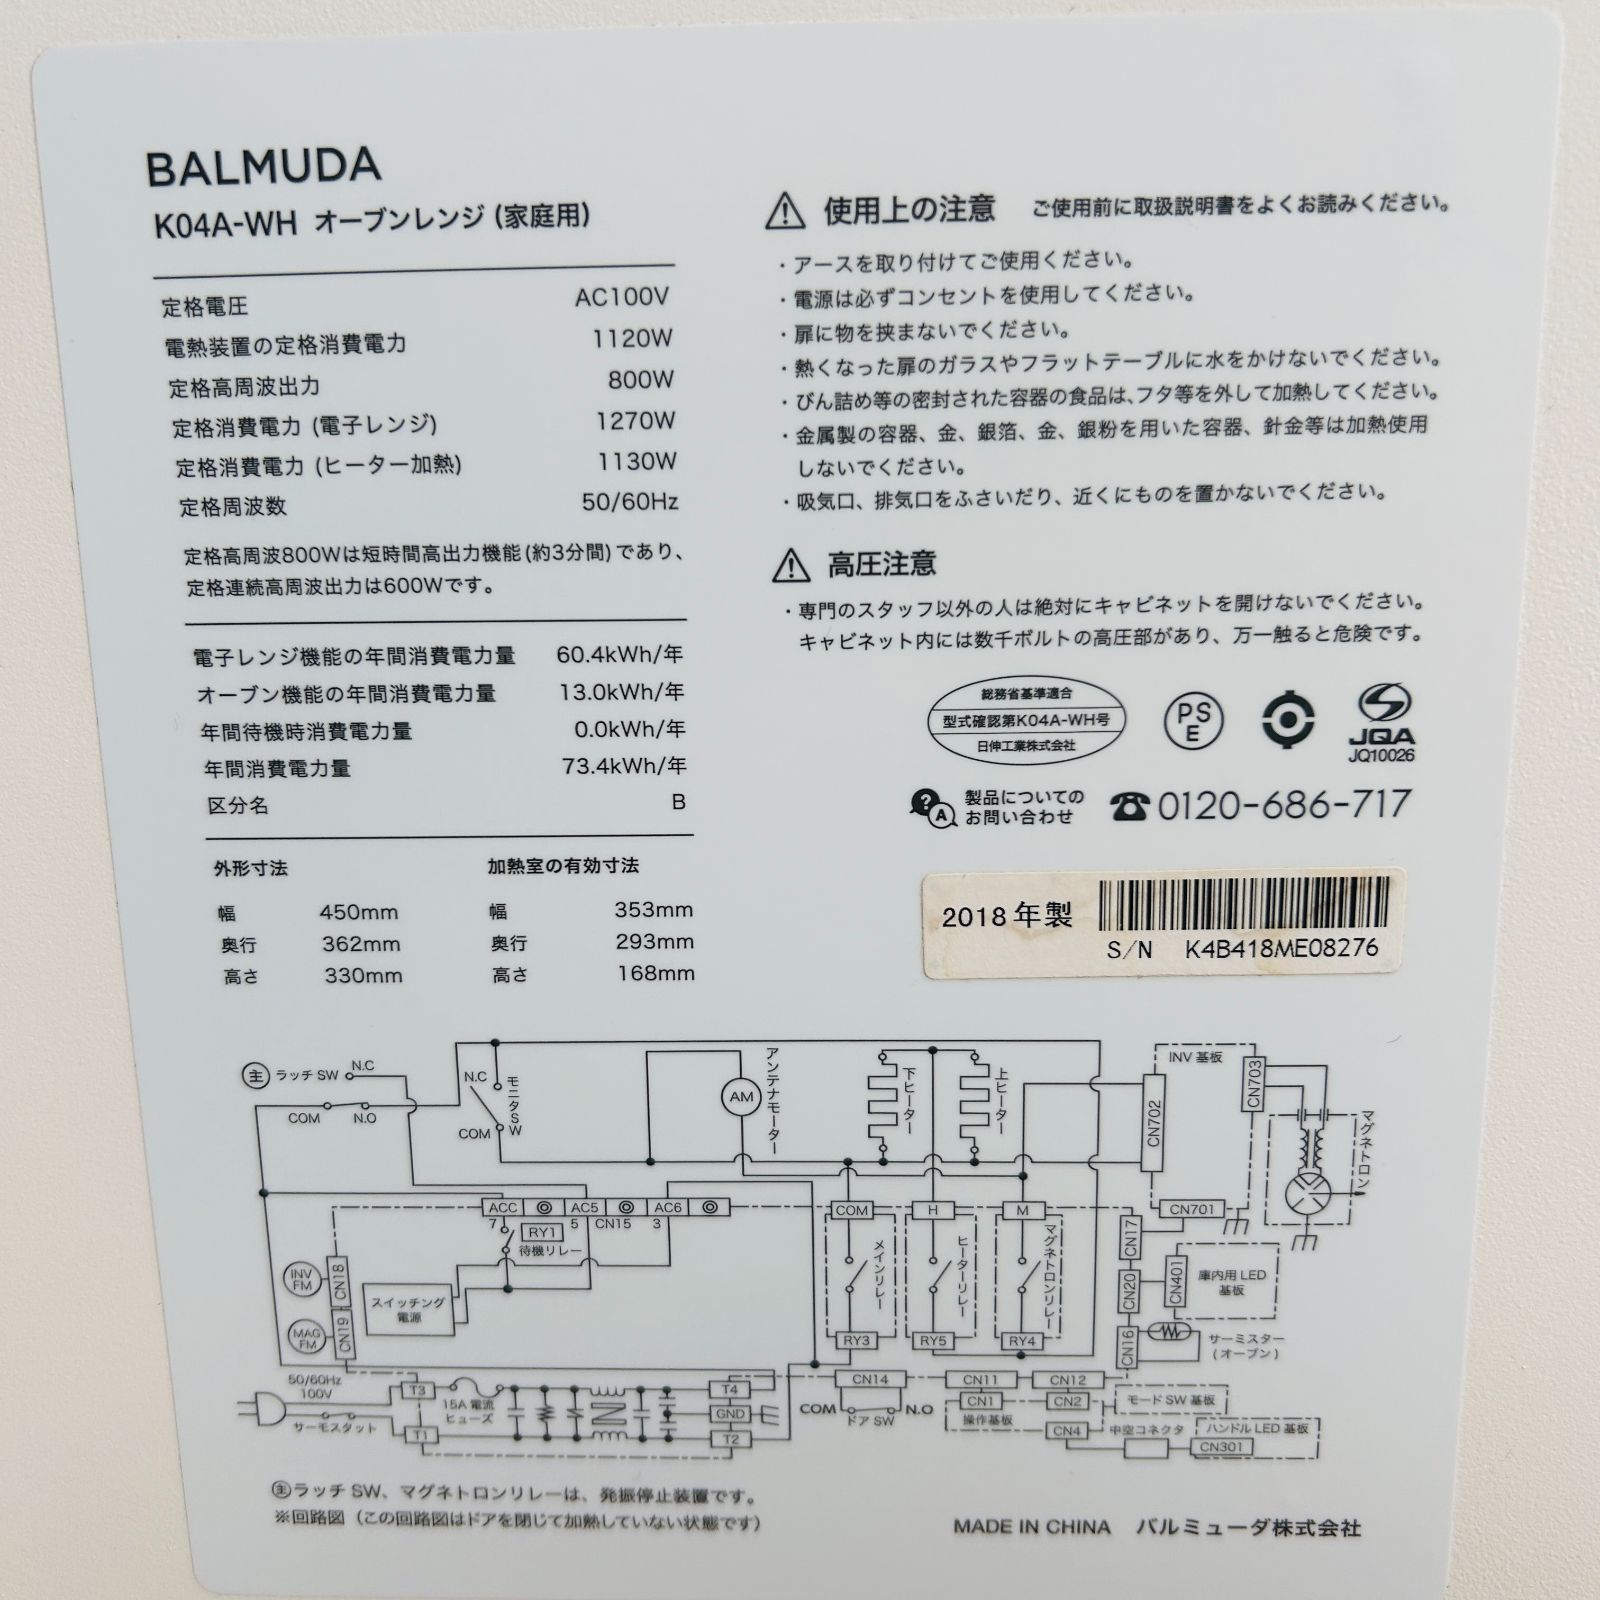 BALMUDA
K04A-WH オーブンレンジ (家庭用)
定格電圧 AC100V
電熱装置の定格消費電力 1120W
定格高周波出力 800W
定格消費電力 (電子レンジ) 1270W
定格消費電力 (ヒーター加熱) 1130W
定格周波数 50/60Hz
定格高周波800Wは短時間高出力機能(約3分間)であり、
定格連続高周波出力は600Wです。
電子レンジ機能の年間消費電力量 60.4kWh/年
オーブン機能の年間消費電力量 13.0kWh/年
年間待機時消費電力量 0.0kWh/年
年間消費電力量 73.4kWh/年
区分名 B
外形寸法 加熱室の有効寸法
幅 450mm 幅 353mm
奥行 362mm 奥行 293mm
高さ 330mm 高さ 168mm
使用上の注意 ご使用前に取扱説明書をよくお読みください。
・アースを取り付けてご使用ください。
・電源は必ずコンセントを使用してください。
・扉に物を挟まないでください。
・熱くなった扉のガラスやフラットテーブルに水をかけないでください。
・びん詰め等の密封された容器の食品は、フタ等を外して加熱してください。
・金属製の容器、金、銀箔、金、銀粉を用いた容器、針金等は加熱使用
しないでください。
・吸気口、排気口をふさいだり、近くにものを置かないでください。
高圧注意
・専門のスタッフ以外の人は絶対にキャビネットを開けないでください。
キャビネット内には数千ボルトの高圧部があり、万一触ると危険です。
総務省基準適合
型式確認第K04A-WH号
日伸工業株式会社
PS
E
JQA
JQ10026
?
A
製品についての
お問い合わせ
0120-686-717
2018年製
S/N K4B418ME08276
主 ラッチ SW N.C
COM N.O
N.C
モニタSW
COM
AM
アンテナモーター
下ヒーター
上ヒーター
INV 基板
CN702
CN703
マグネトロン
CN701
ACC AC5 AC6
7 5 CN15 3
RY1
待機リレー
COM H M
メインリレー
ヒーターリレー
マグネトロンリレー
RY3 RY5 RY4
CN17
CN20
CN16
CN401
庫内用 LED
基板
サーミスター
(オーブン)
INV
FM
CN18
MAG
FM
CN19
スイッチング
電源
50/60Hz
100V
サーモスタット
T3
15A 電流
ヒューズ
T1
T4
GND
T2
CN14
COM N.O
ドア SW
CN11 CN12
CN1 CN2
操作基板
モード SW 基板
CN4
中空コネクタ
ハンドル LED 基板
CN301
主ラッチ SW、マグネトロンリレーは、発振停止装置です。
※回路図 (この回路図はドアを閉じて加熱していない状態です)
MADE IN CHINA バルミューダ株式会社